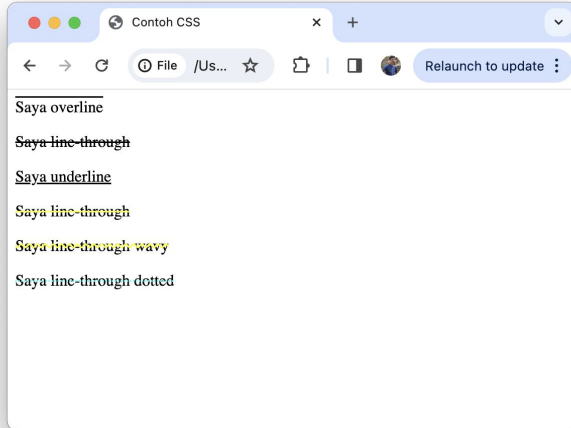 Contoh CSS
File /Us... Relaunch to update
Saya overline
Saya line-through
Saya underline
Saya line-through
Saya line-through wavy
Saya line-through dotted